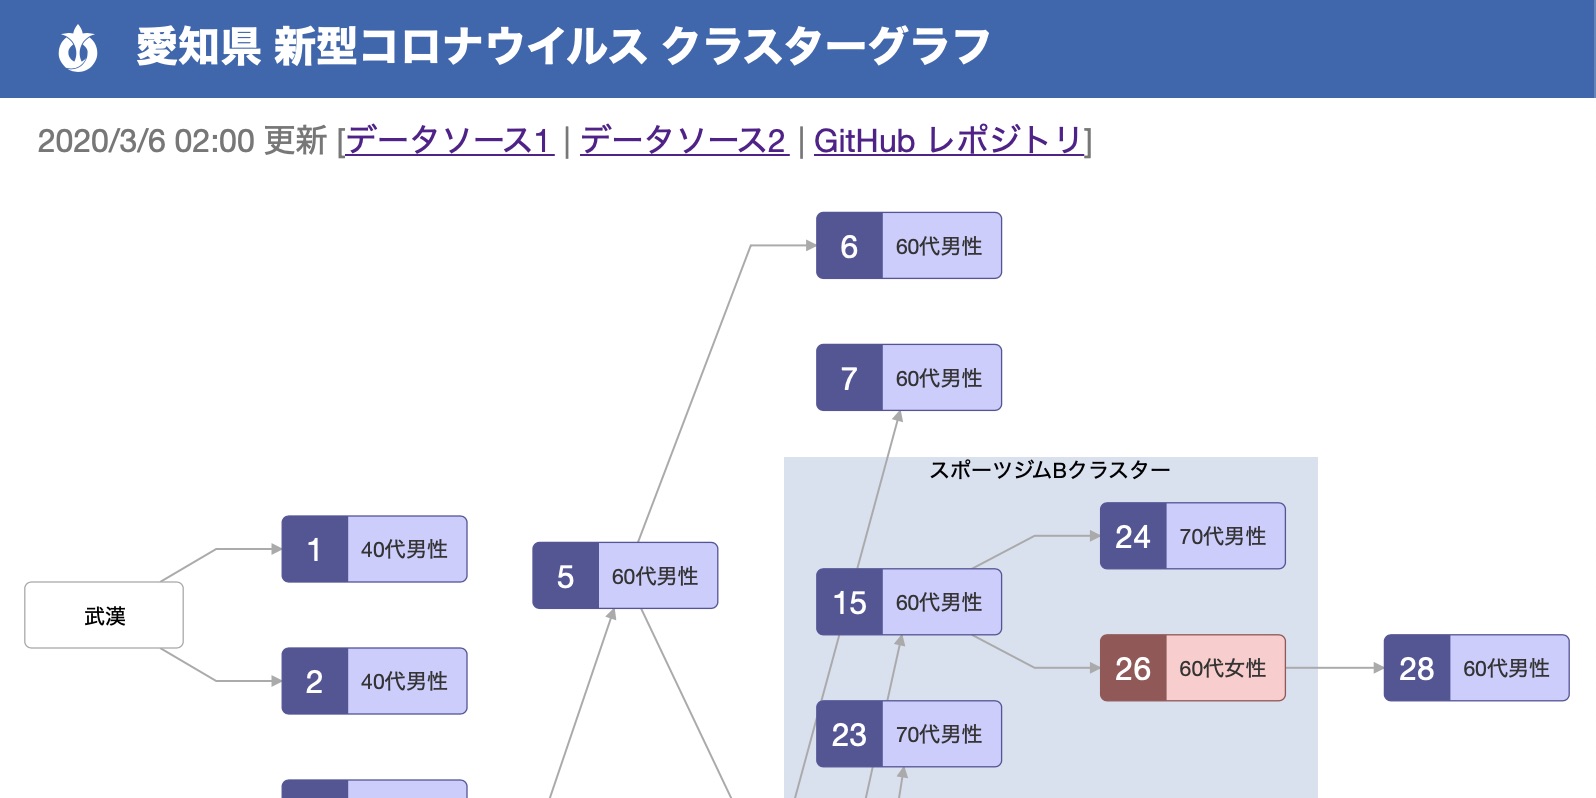 愛知県 新型コロナウイルス クラスターグラフ
2020/3/6 02:00 更新 [データソース1 | データソース2 | GitHub レポジトリ]
6 60代男性
7 60代男性
スポーツジムBクラスター
24 70代男性
1 40代男性
5 60代男性
15 60代男性
武漢
26 60代女性
28 60代男性
2 40代男性
23 70代男性